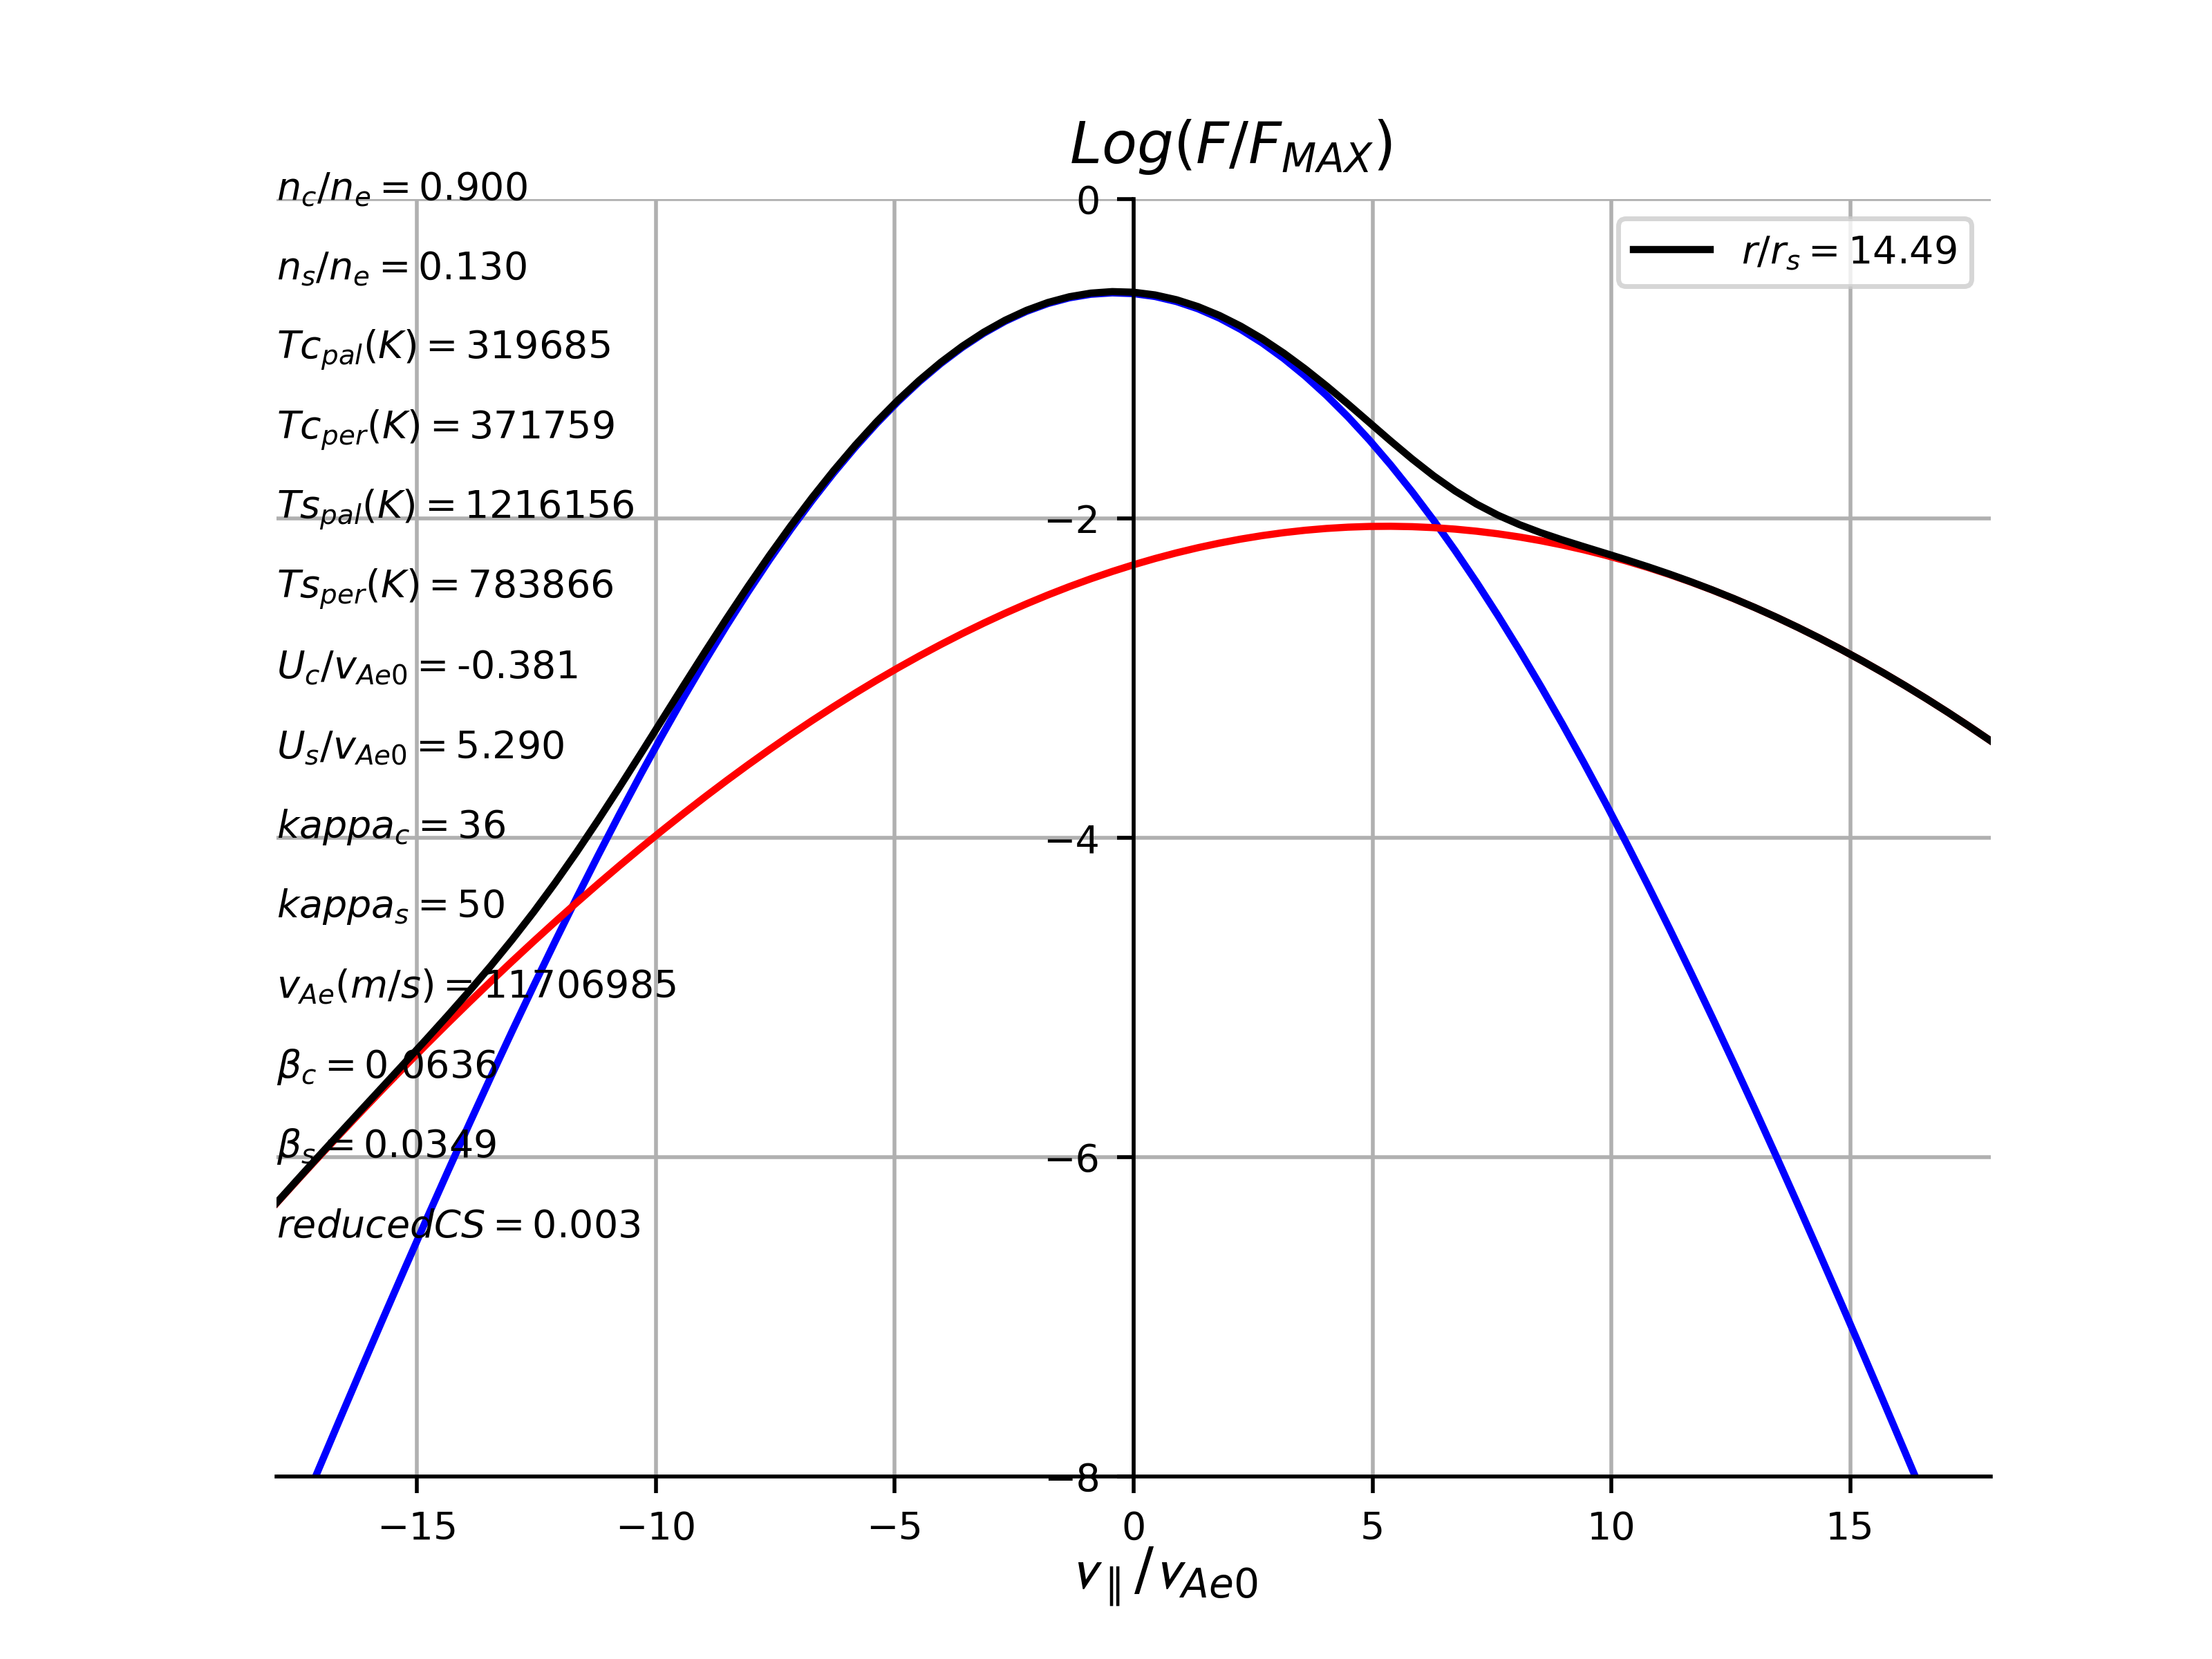 Log(F/F_MAX)
n_c/n_e = 0.900
n_s/n_e = 0.130
Tc_pal(K) = 319685
Tc_per(K) = 371759
Ts_pal(K) = 1216156
Ts_per(K) = 783866
U_c/v_Ae0 = -0.381
U_s/v_Ae0 = 5.290
kappa_c = 36
kappa_s = 50
v_Ae(m/s) = 11706985
β_c = 0.0636
β_s = 0.0349
reducedCS = 0.003
r/r_s = 14.49
0
−2
−4
−6
−8
−15 −10 −5 0 5 10 15
v_∥/v_Ae0